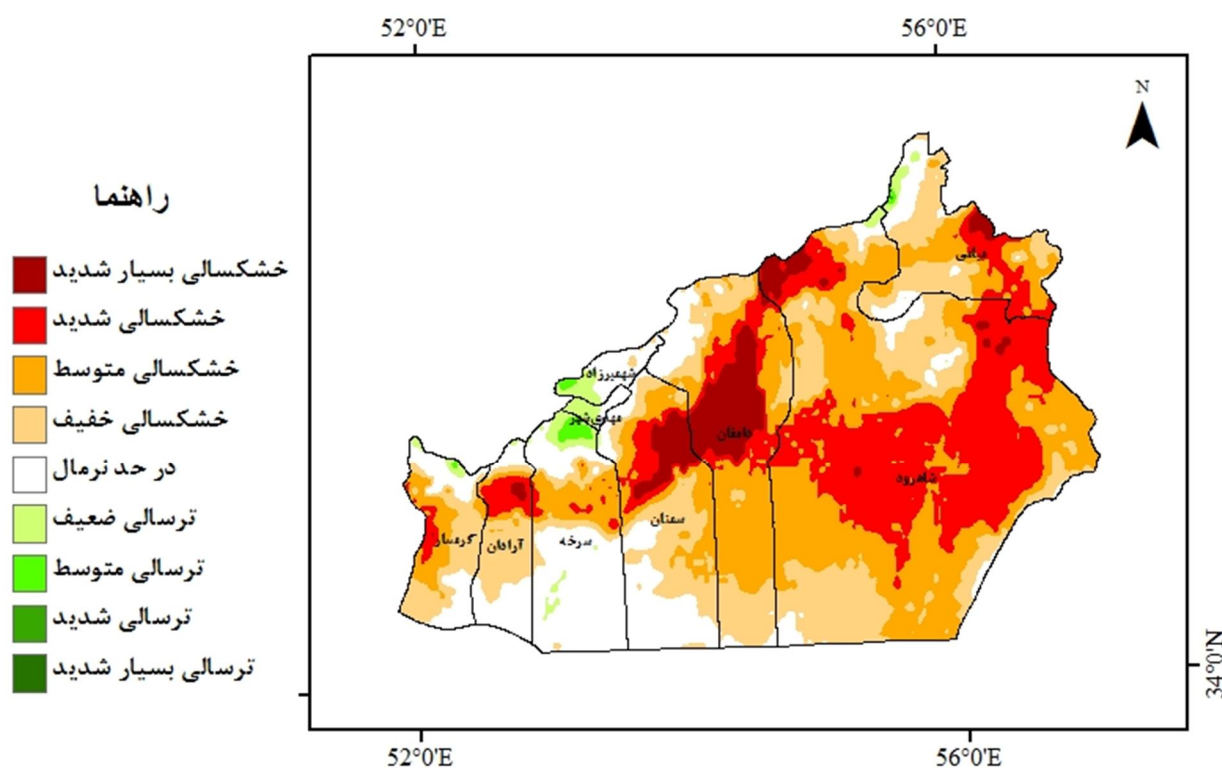 52°0'E
56°0'E
N
راهنما
خشکسالی بسیار شدید
خشکسالی شدید
خشکسالی متوسط
خشکسالی خفیف
در حد نرمال
ترسالی ضعیف
ترسالی متوسط
ترسالی شدید
ترسالی بسیار شدید
میامی
شهمیرزاد
مهدی شهر
دامغان
شاهرود
سمنان
سرخه
آرادان
گرمسار
34°0'N
52°0'E
56°0'E